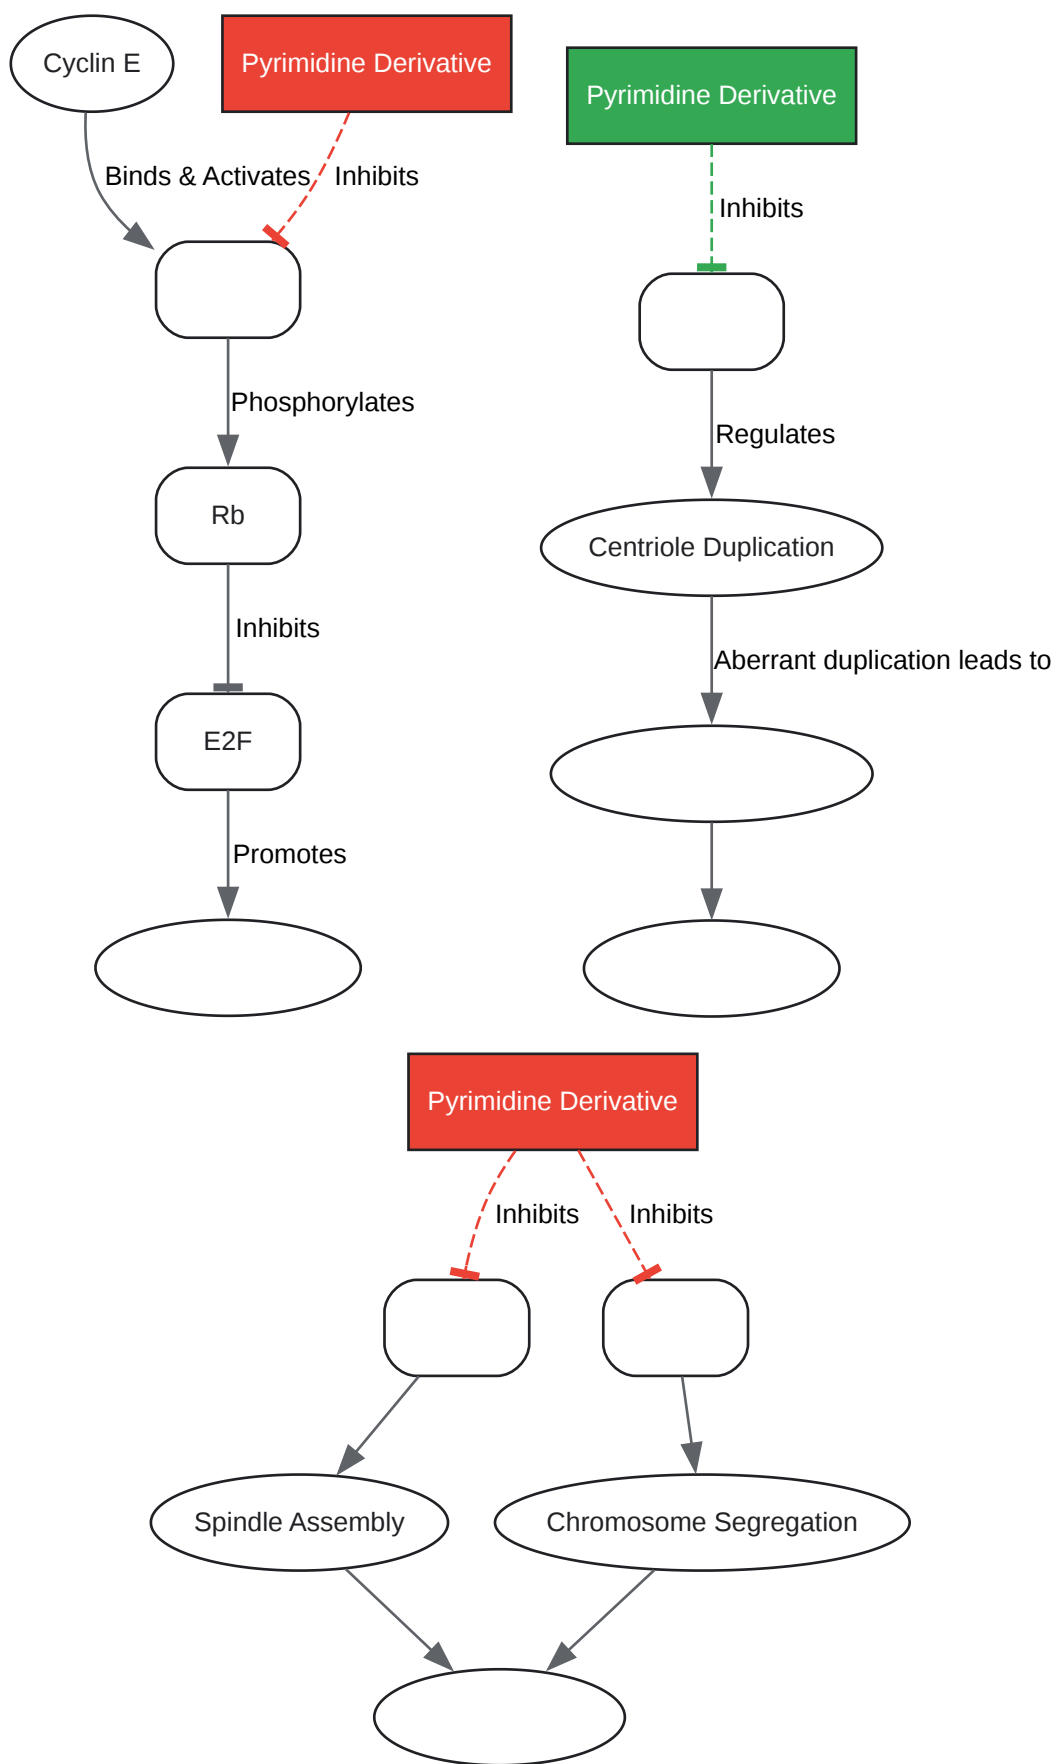 Cyclin E
Pyrimidine Derivative
Binds & Activates
Inhibits
Phosphorylates
Rb
Inhibits
E2F
Promotes
Pyrimidine Derivative
Inhibits
Regulates
Centriole Duplication
Aberrant duplication leads to
Pyrimidine Derivative
Inhibits
Inhibits
Spindle Assembly
Chromosome Segregation